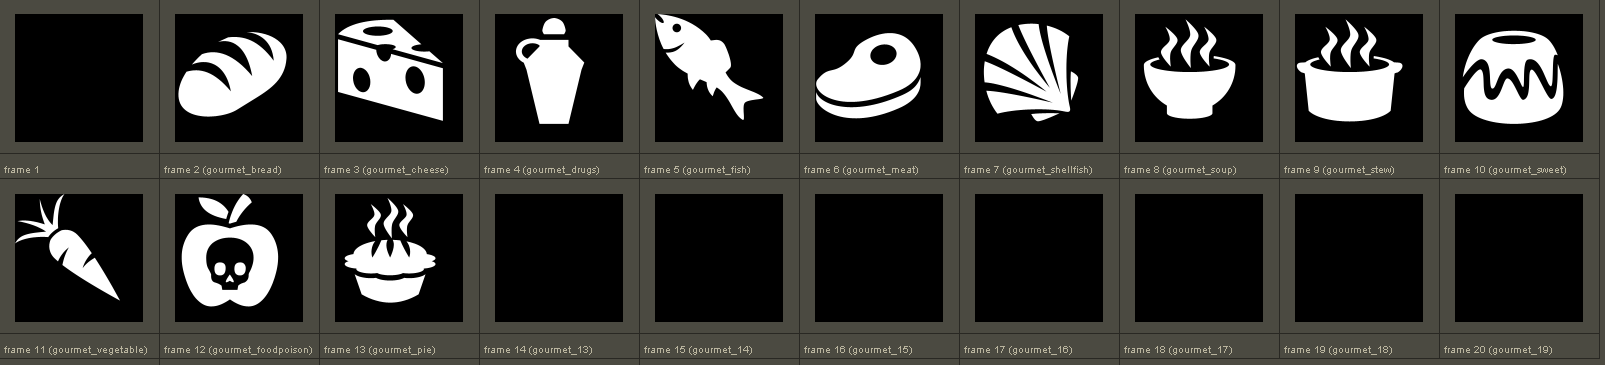 frame 1
frame 2 (gourmet_bread)
frame 3 (gourmet_cheese)
frame 4 (gourmet_drugs)
frame 5 (gourmet_fish)
frame 6 (gourmet_meat)
frame 7 (gourmet_shellfish)
frame 8 (gourmet_soup)
frame 9 (gourmet_stew)
frame 10 (gourmet_sweet)
frame 11 (gourmet_vegetable)
frame 12 (gourmet_foodpoison)
frame 13 (gourmet_pie)
frame 14 (gourmet_13)
frame 15 (gourmet_14)
frame 16 (gourmet_15)
frame 17 (gourmet_16)
frame 18 (gourmet_17)
frame 19 (gourmet_18)
frame 20 (gourmet_19)